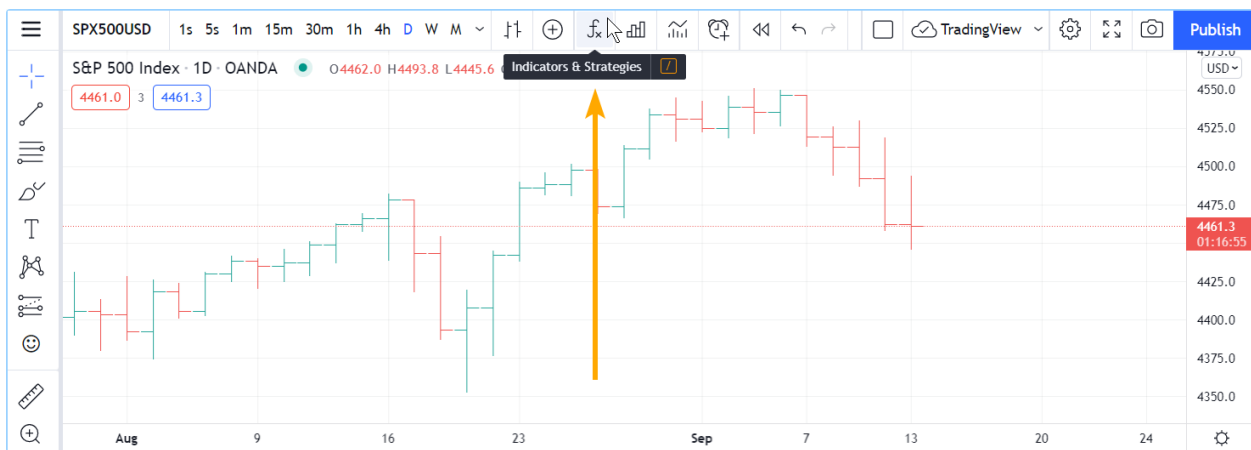 SPX500USD 1s 5s 1m 15m 30m 1h 4h D W M TradingView Publish
S&P 500 Index · 1D · OANDA O4462.0 H4493.8 L4445.6
Indicators & Strategies /
USD
4461.0 3 4461.3
4550.0
4525.0
4500.0
4475.0
4461.3
01:16:55
4425.0
4400.0
4375.0
4350.0
Aug 9 16 23 Sep 7 13 20 24